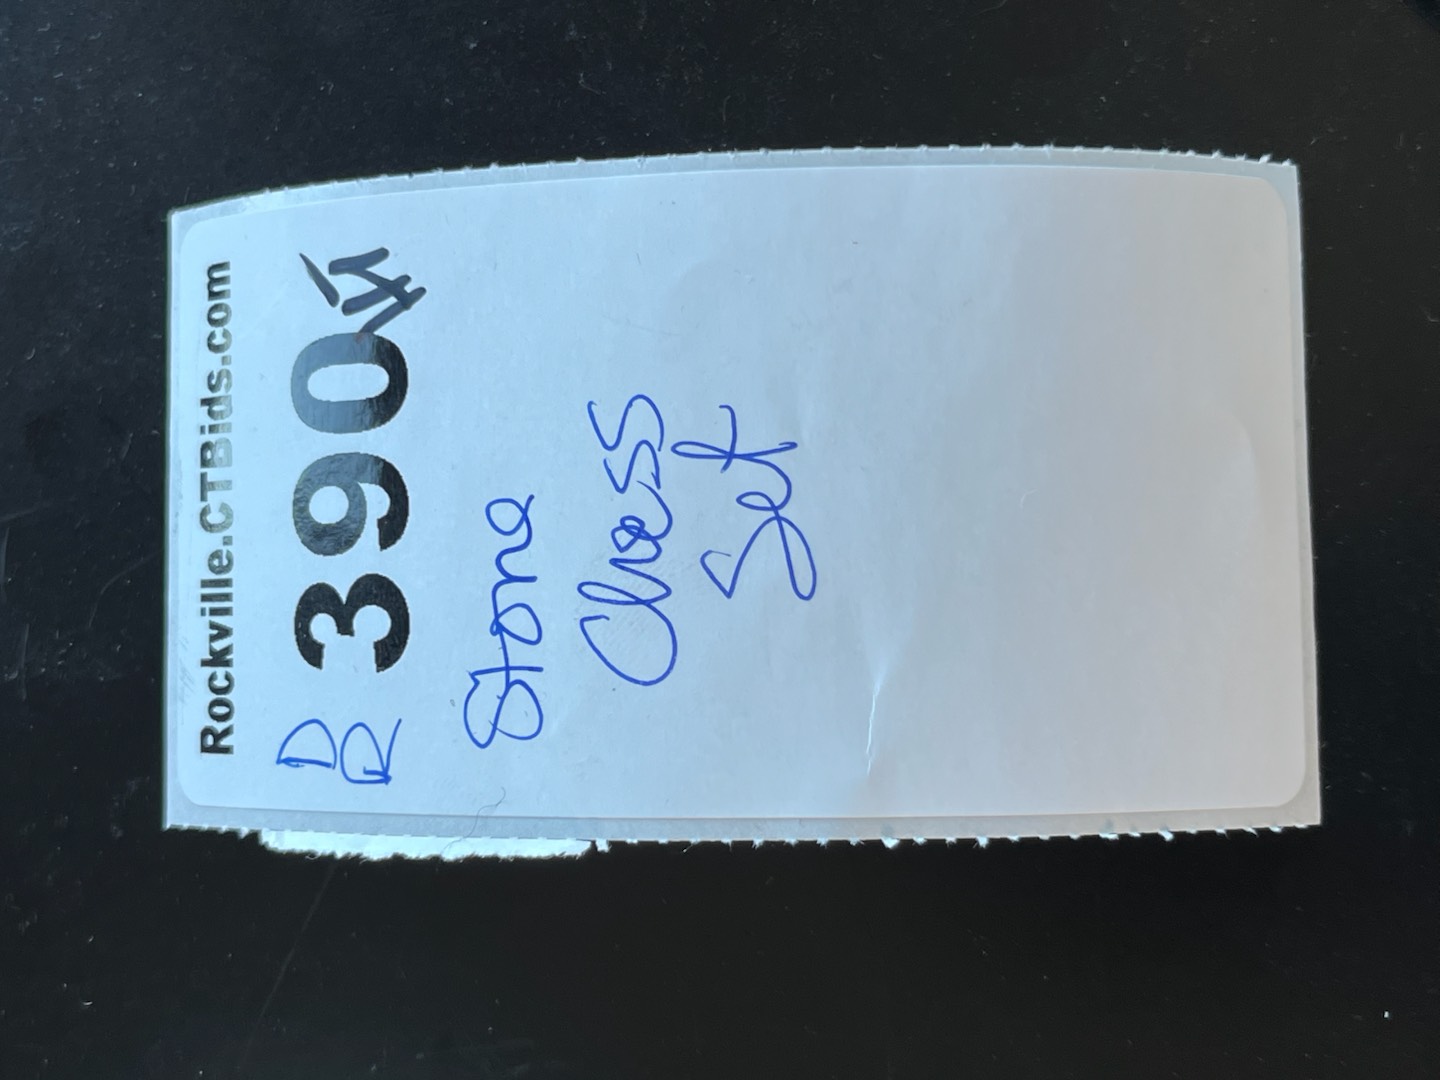 Rockville.CTBids.com
DR 390
Stone
Chess
Set